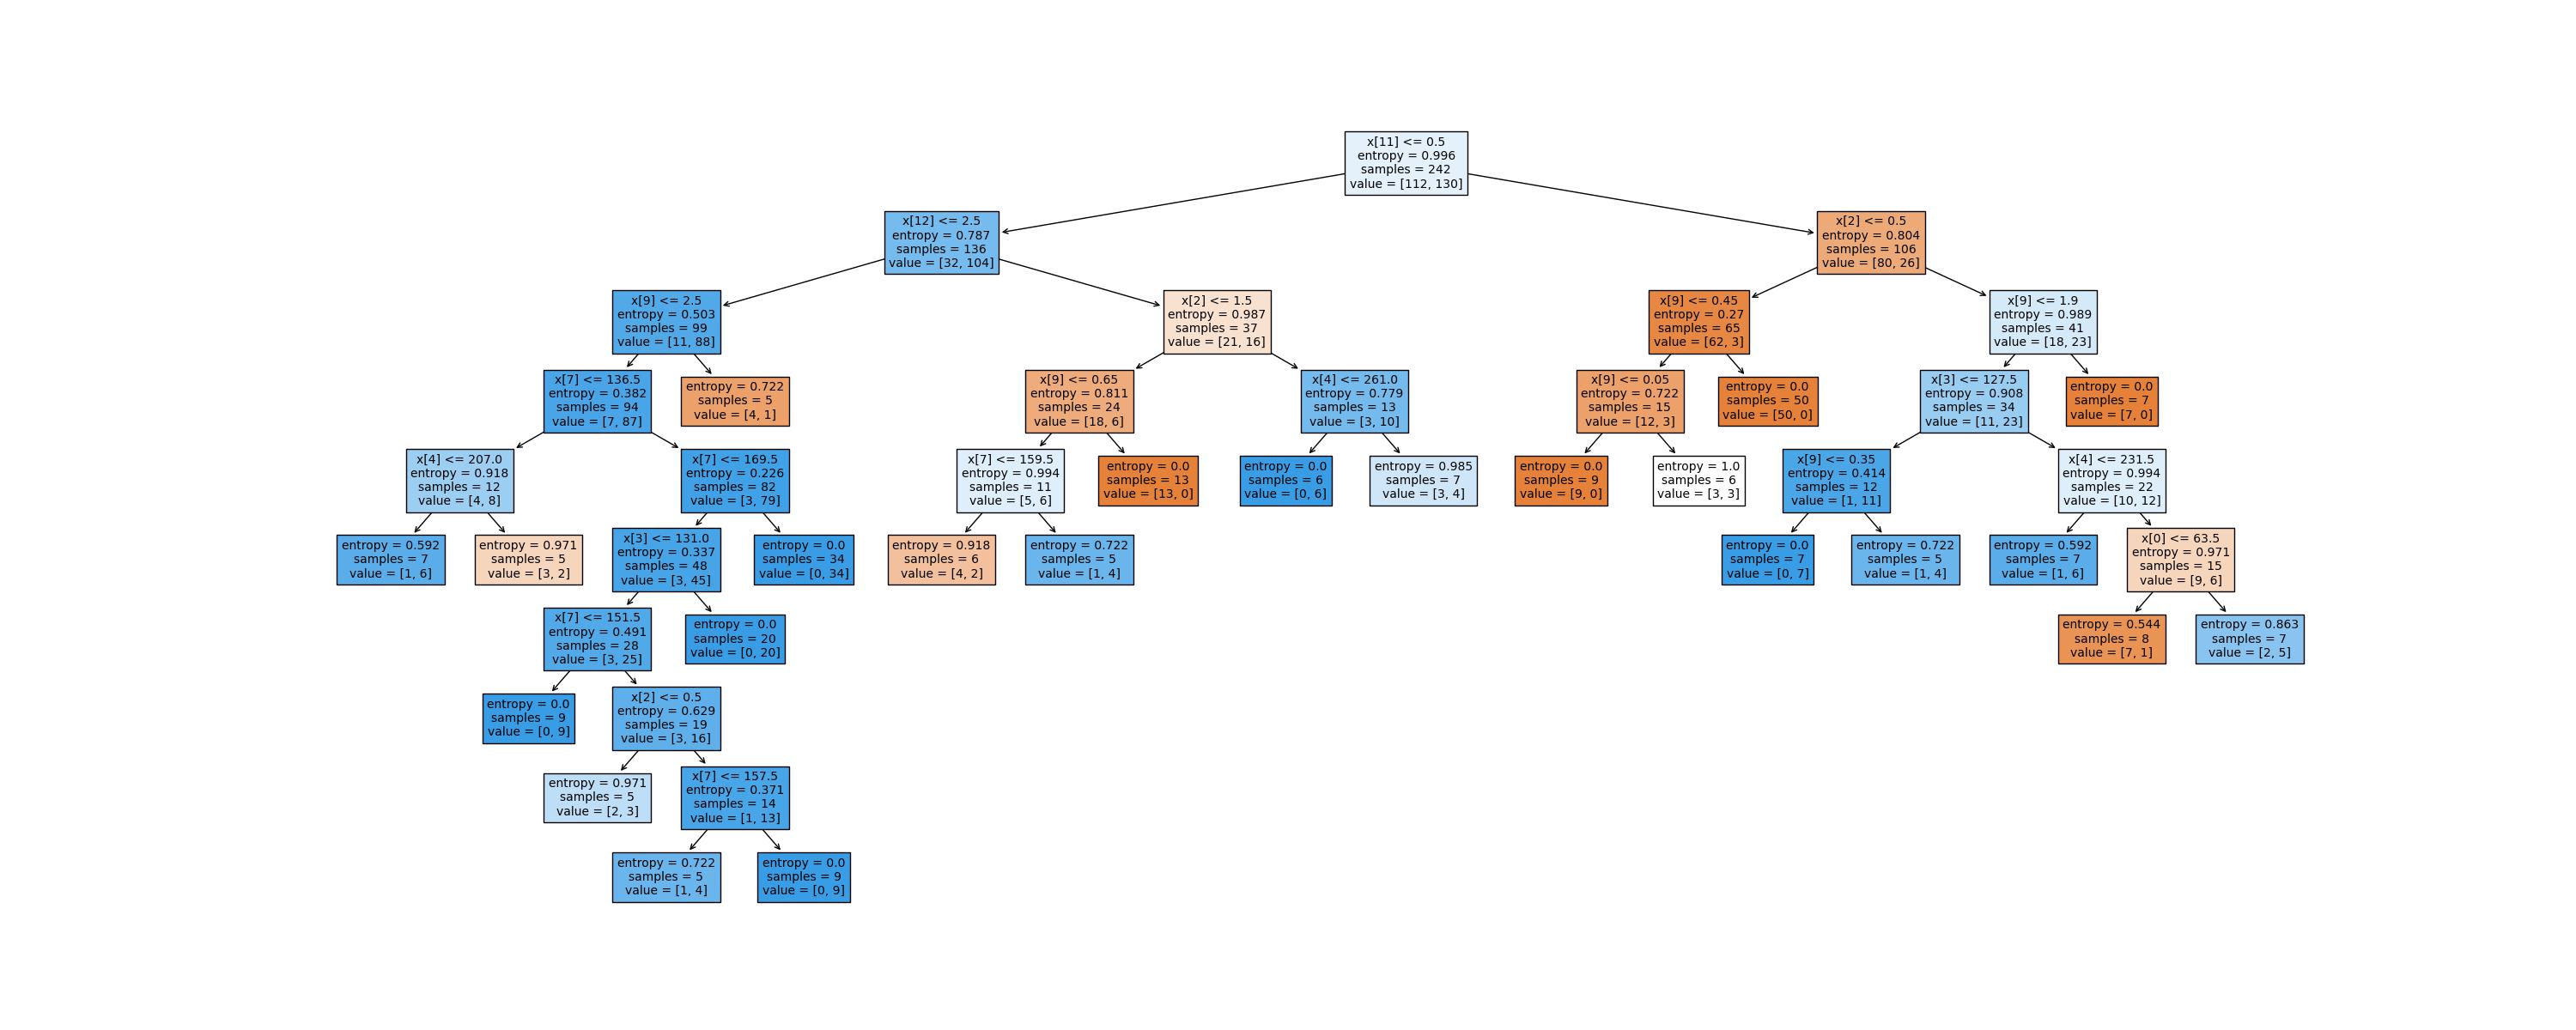 x[11] <= 0.5
entropy = 0.996
samples = 242
value = [112, 130]
x[12] <= 2.5
entropy = 0.787
samples = 136
value = [32, 104]
x[2] <= 0.5
entropy = 0.804
samples = 106
value = [80, 26]
x[9] <= 2.5
entropy = 0.503
samples = 99
value = [11, 88]
x[2] <= 1.5
entropy = 0.987
samples = 37
value = [21, 16]
x[9] <= 0.45
entropy = 0.27
samples = 65
value = [62, 3]
x[9] <= 1.9
entropy = 0.989
samples = 41
value = [18, 23]
x[7] <= 136.5
entropy = 0.382
samples = 94
value = [7, 87]
entropy = 0.722
samples = 5
value = [4, 1]
x[9] <= 0.65
entropy = 0.811
samples = 24
value = [18, 6]
x[4] <= 261.0
entropy = 0.779
samples = 13
value = [3, 10]
x[9] <= 0.05
entropy = 0.722
samples = 15
value = [12, 3]
entropy = 0.0
samples = 50
value = [50, 0]
x[3] <= 127.5
entropy = 0.908
samples = 34
value = [11, 23]
entropy = 0.0
samples = 7
value = [7, 0]
x[4] <= 207.0
entropy = 0.918
samples = 12
value = [4, 8]
x[7] <= 169.5
entropy = 0.226
samples = 82
value = [3, 79]
x[7] <= 159.5
entropy = 0.994
samples = 11
value = [5, 6]
entropy = 0.0
samples = 13
value = [13, 0]
entropy = 0.0
samples = 6
value = [0, 6]
entropy = 0.985
samples = 7
value = [3, 4]
entropy = 0.0
samples = 9
value = [9, 0]
entropy = 1.0
samples = 6
value = [3, 3]
x[9] <= 0.35
entropy = 0.414
samples = 12
value = [1, 11]
x[4] <= 231.5
entropy = 0.994
samples = 22
value = [10, 12]
entropy = 0.592
samples = 7
value = [1, 6]
entropy = 0.971
samples = 5
value = [3, 2]
x[3] <= 131.0
entropy = 0.337
samples = 48
value = [3, 45]
entropy = 0.0
samples = 34
value = [0, 34]
entropy = 0.918
samples = 6
value = [4, 2]
entropy = 0.722
samples = 5
value = [1, 4]
entropy = 0.0
samples = 7
value = [0, 7]
entropy = 0.722
samples = 5
value = [1, 4]
entropy = 0.592
samples = 7
value = [1, 6]
x[0] <= 63.5
entropy = 0.971
samples = 15
value = [9, 6]
x[7] <= 151.5
entropy = 0.491
samples = 28
value = [3, 25]
entropy = 0.0
samples = 20
value = [0, 20]
entropy = 0.544
samples = 8
value = [7, 1]
entropy = 0.863
samples = 7
value = [2, 5]
entropy = 0.0
samples = 9
value = [0, 9]
x[2] <= 0.5
entropy = 0.629
samples = 19
value = [3, 16]
entropy = 0.971
samples = 5
value = [2, 3]
x[7] <= 157.5
entropy = 0.371
samples = 14
value = [1, 13]
entropy = 0.722
samples = 5
value = [1, 4]
entropy = 0.0
samples = 9
value = [0, 9]